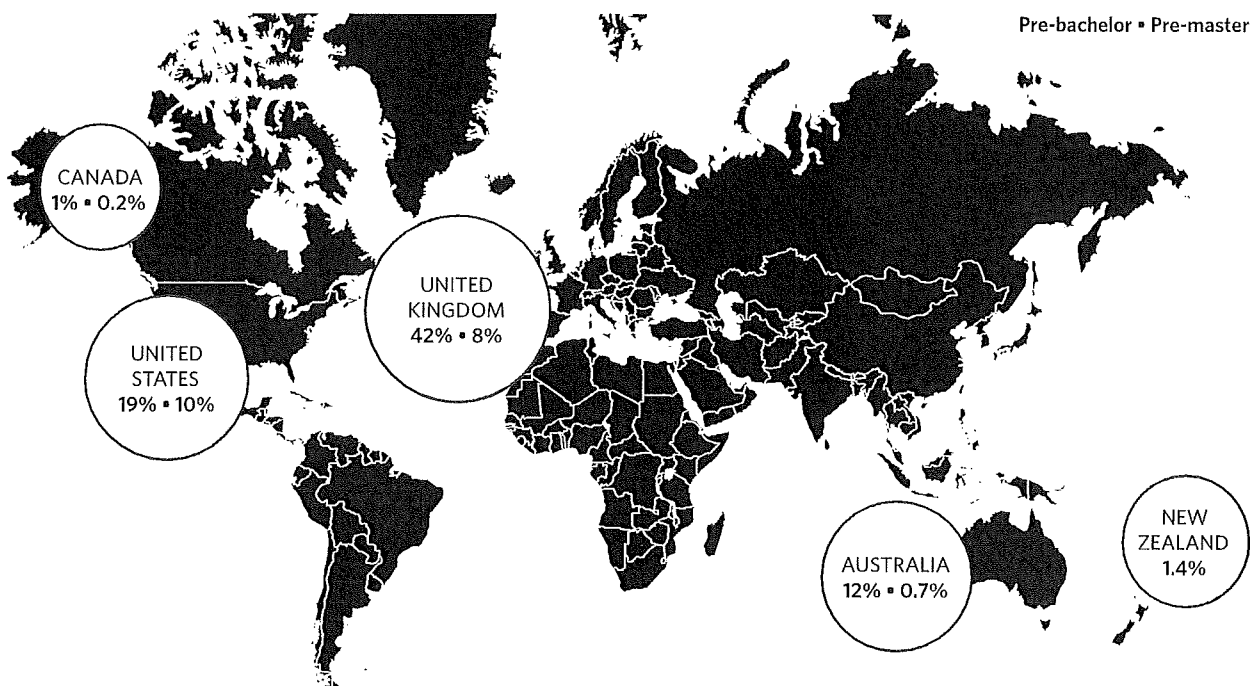 Pre-bachelor ▪ Pre-master
CANADA
1% ▪ 0.2%
UNITED
KINGDOM
42% ▪ 8%
UNITED
STATES
19% ▪ 10%
NEW
ZEALAND
1.4%
AUSTRALIA
12% ▪ 0.7%